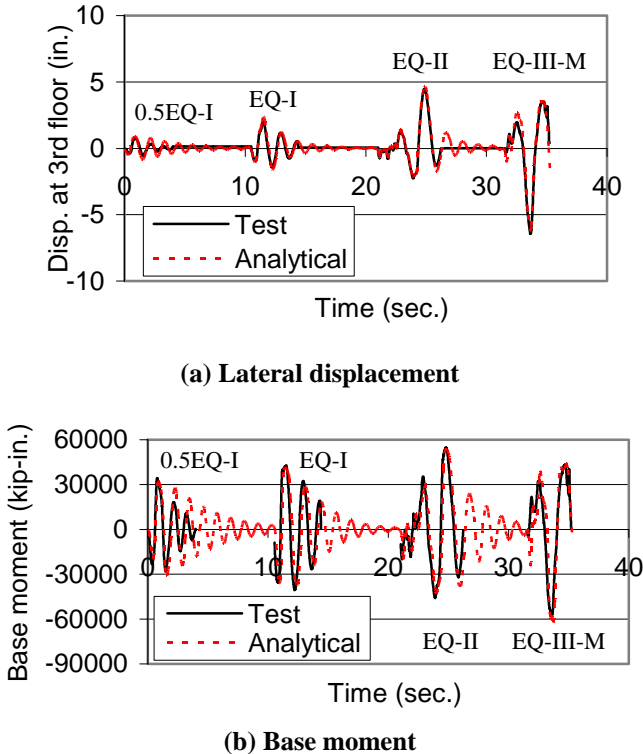 10
5
0
-5
-10
Disp. at 3rd floor (in.)
0.5EQ-I
EQ-I
EQ-II
EQ-III-M
0 10 20 30 40
Test
Analytical
Time (sec.)
(a) Lateral displacement
60000
30000
0
-30000
-60000
-90000
Base moment (kip-in.)
0.5EQ-I
EQ-I
0 10 20 30 40
Test
Analytical
EQ-II
EQ-III-M
Time (sec.)
(b) Base moment